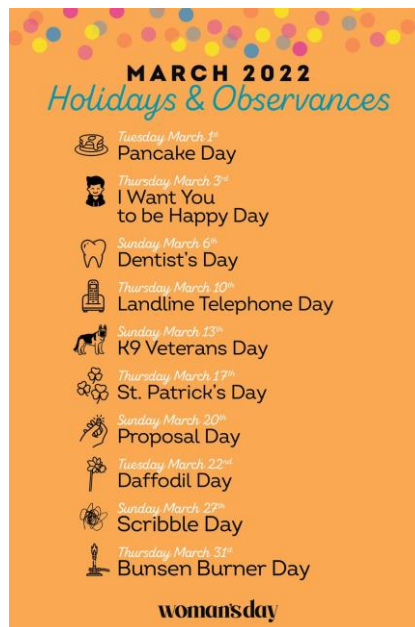 MARCH 2022
Holidays & Observances
Tuesday March 1st
Pancake Day
Thursday March 3rd
I Want You
to be Happy Day
Sunday March 6th
Dentist's Day
Thursday March 10th
Landline Telephone Day
Sunday March 13th
K9 Veterans Day
Thursday March 17th
St. Patrick's Day
Sunday March 20th
Proposal Day
Tuesday March 22nd
Daffodil Day
Sunday March 27th
Scribble Day
Thursday March 31st
Bunsen Burner Day
woman'sday